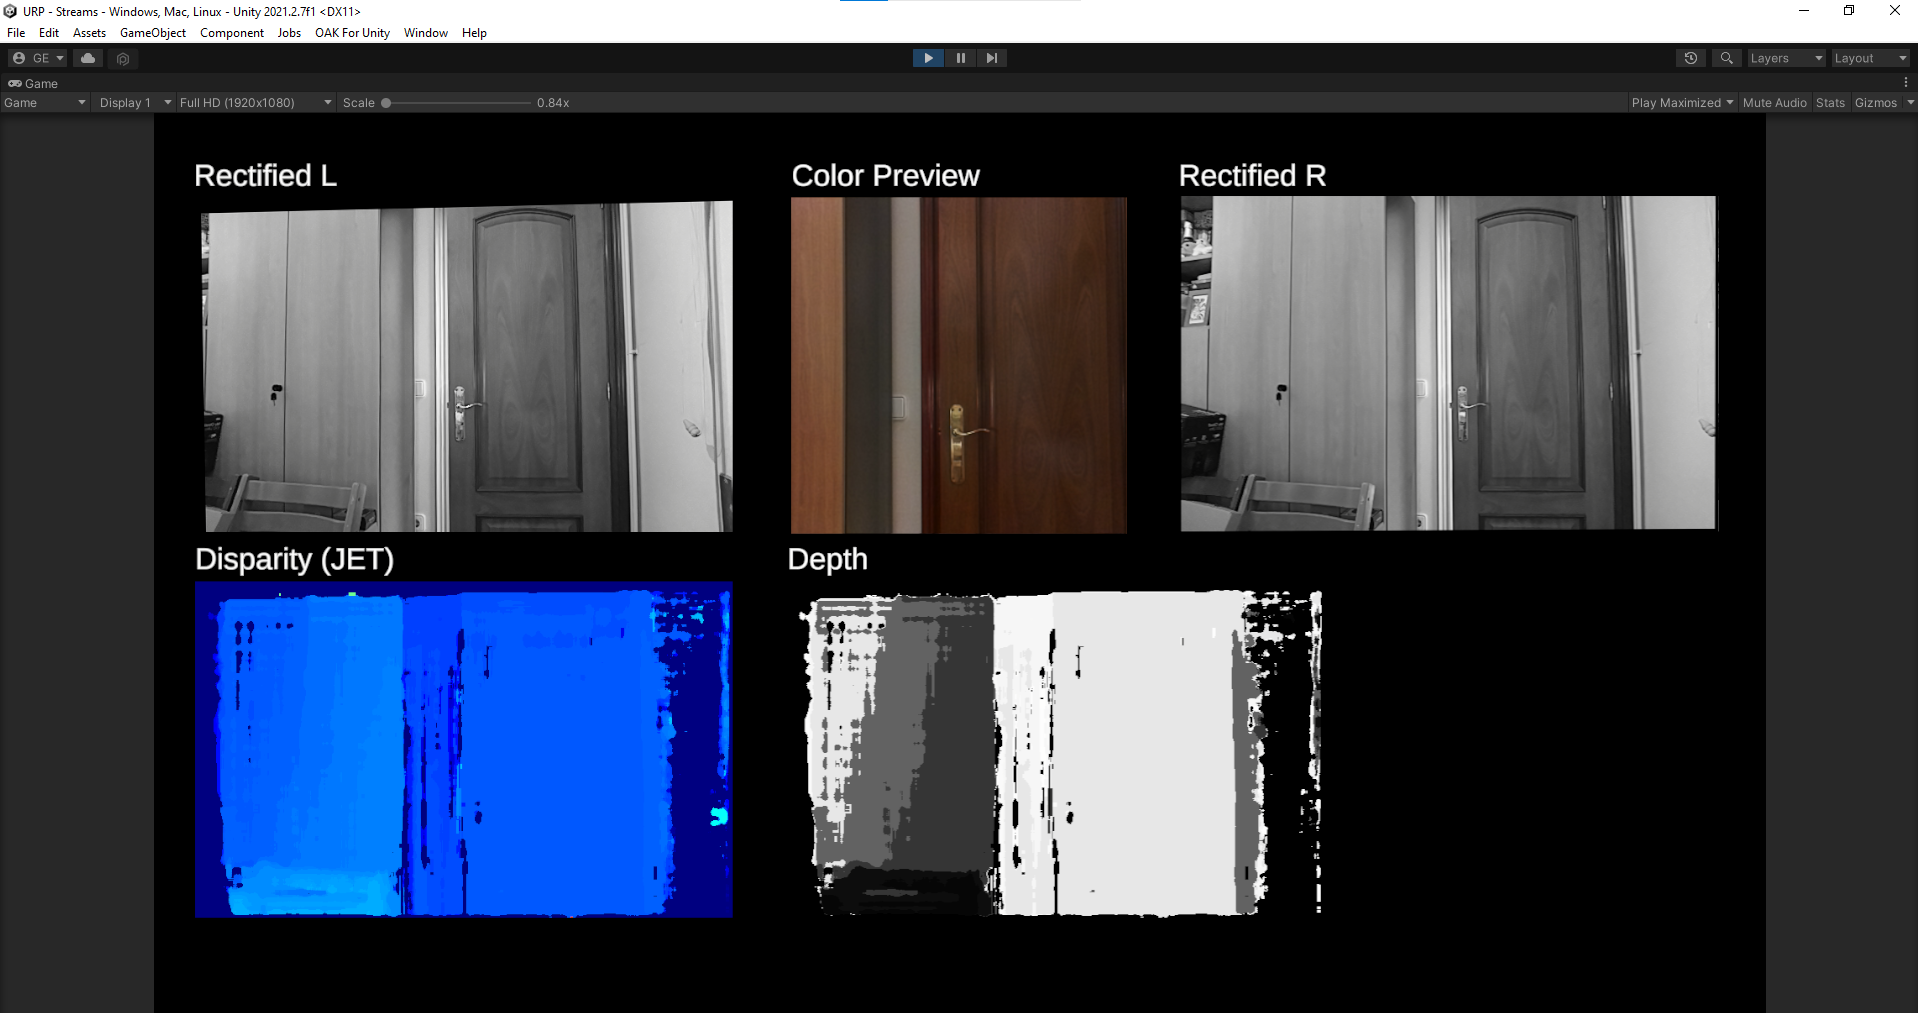 URP - Streams - Windows, Mac, Linux - Unity 2021.2.7f1 <DX11>
File Edit Assets GameObject Component Jobs OAK For Unity Window Help
GE Layers Layout
Game
Game Display 1 Full HD (1920x1080) Scale 0.84x Play Maximized Mute Audio Stats Gizmos
Rectified L Color Preview Rectified R
Disparity (JET) Depth